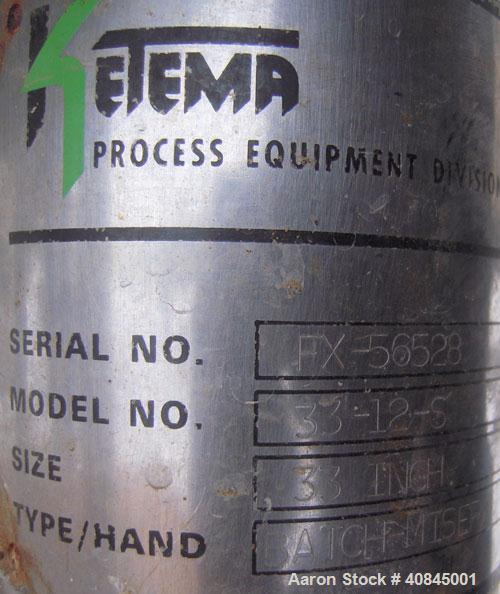 KETEMA
PROCESS EQUIPMENT DIVISION
SERIAL NO. FX-56528
MODEL NO. 33-12-S
SIZE 33 INCH
TYPE/HAND
Aaron Stock # 40845001